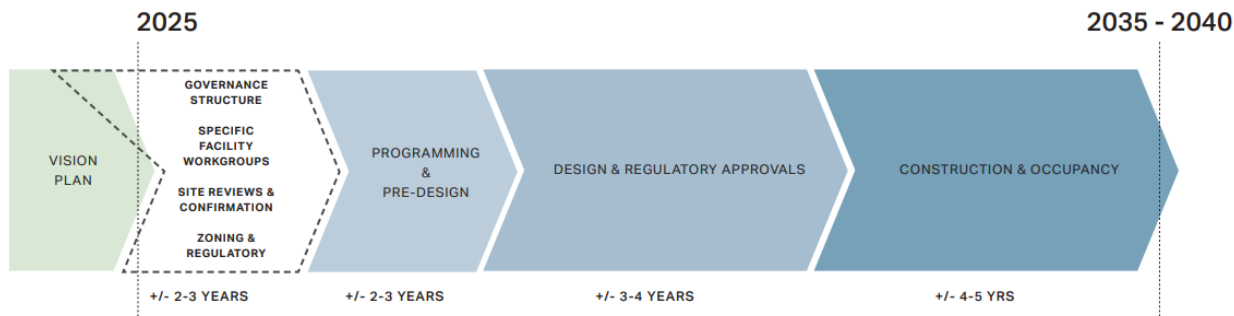 2025
2035 - 2040
VISION
PLAN
GOVERNANCE
STRUCTURE
SPECIFIC
FACILITY
WORKGROUPS
SITE REVIEWS &
CONFIRMATION
ZONING &
REGULATORY
PROGRAMMING
&
PRE-DESIGN
DESIGN & REGULATORY APPROVALS
CONSTRUCTION & OCCUPANCY
+/- 2-3 YEARS
+/- 2-3 YEARS
+/- 3-4 YEARS
+/- 4-5 YRS